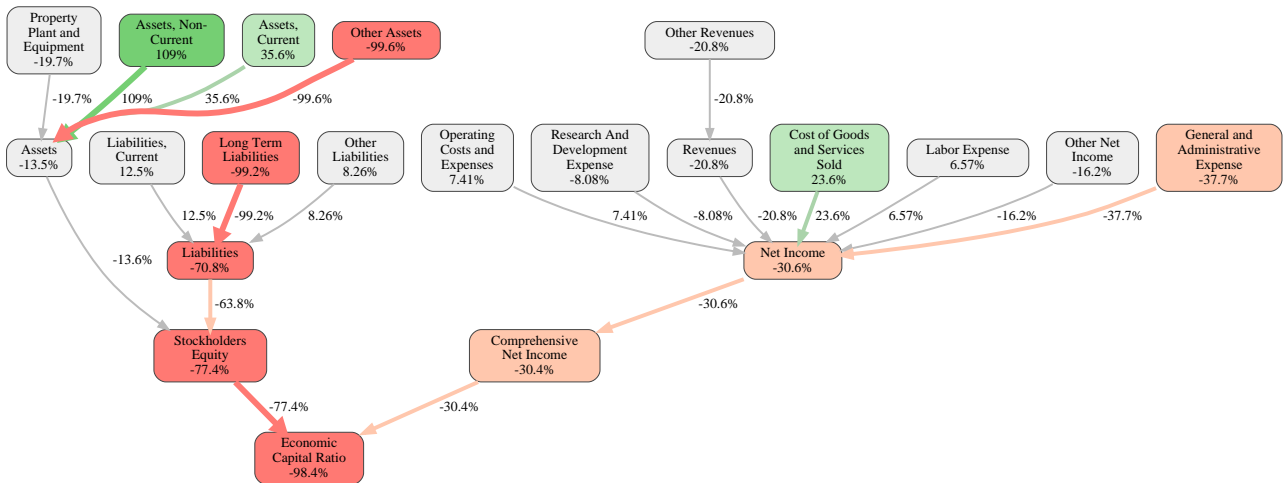 Property
Plant and
Equipment
-19.7%
Assets, Non-
Current
109%
Assets,
Current
35.6%
Other Assets
-99.6%
Other Revenues
-20.8%
-19.7%
109%
35.6%
-99.6%
-20.8%
Assets
-13.5%
Liabilities,
Current
12.5%
Long Term
Liabilities
-99.2%
Other
Liabilities
8.26%
Operating
Costs and
Expenses
7.41%
Research And
Development
Expense
-8.08%
Revenues
-20.8%
Cost of Goods
and Services
Sold
23.6%
Labor Expense
6.57%
Other Net
Income
-16.2%
General and
Administrative
Expense
-37.7%
12.5%
-99.2%
8.26%
7.41%
-8.08%
-20.8%
23.6%
6.57%
-16.2%
-37.7%
-13.6%
Liabilities
-70.8%
Net Income
-30.6%
-63.8%
-30.6%
Stockholders
Equity
-77.4%
Comprehensive
Net Income
-30.4%
-77.4%
-30.4%
Economic
Capital Ratio
-98.4%